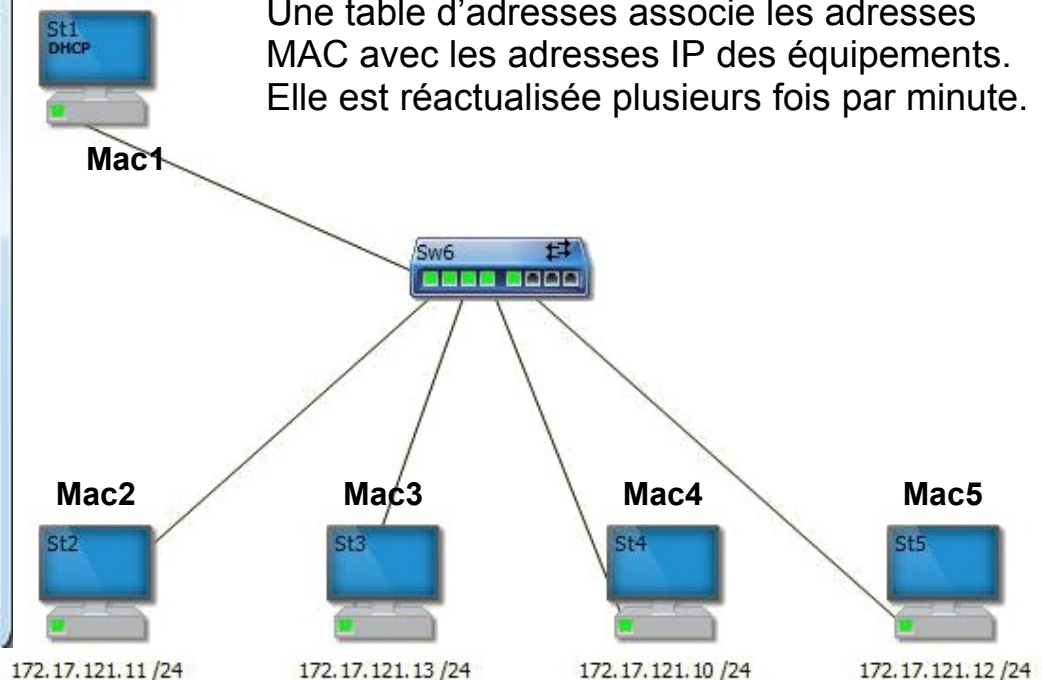 Une table d’adresses associe les adresses
MAC avec les adresses IP des équipements.
Elle est réactualisée plusieurs fois par minute.
St1
DHCP
Mac1
Sw6
Mac2
Mac3
Mac4
Mac5
St2
St3
St4
St5
172.17.121.11 /24
172.17.121.13 /24
172.17.121.10 /24
172.17.121.12 /24